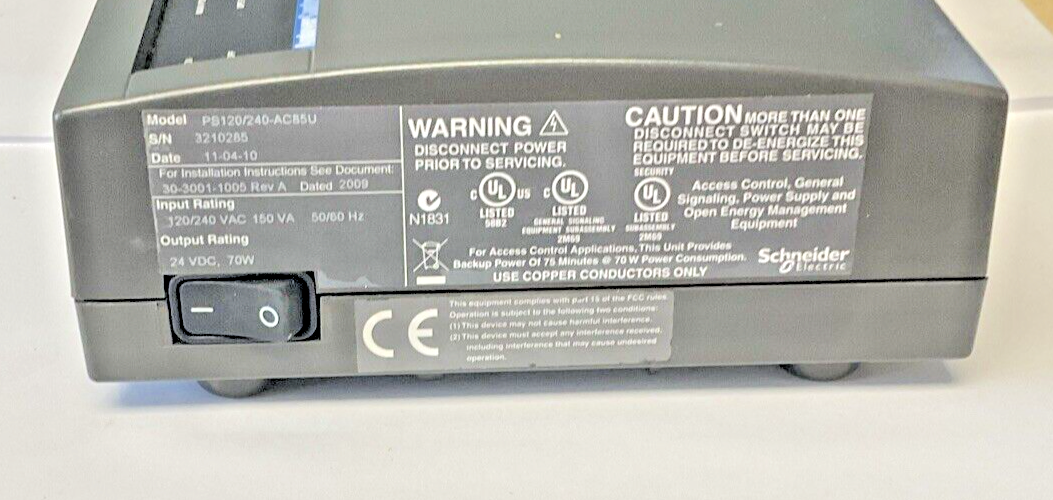 Model PS120/240-AC85U
S/N 3210285
Date 11-04-10
For Installation Instructions See Document:
30-3001-1005 Rev A Dated 2009
Input Rating
120/240 VAC 150 VA 50/60 Hz
Output Rating
24 VDC, 70W
WARNING
DISCONNECT POWER
PRIOR TO SERVICING.
CAUTION MORE THAN ONE
DISCONNECT SWITCH MAY BE
REQUIRED TO DE-ENERGIZE THIS
EQUIPMENT BEFORE SERVICING.
N1831
C UL US
LISTED
58B2
C UL
LISTED
GENERAL SIGNALING
EQUIPMENT SUBASSEMBLY
2M69
SECURITY
UL
LISTED
SUBASSEMBLY
2M69
Access Control, General
Signaling, Power Supply and
Open Energy Management
Equipment
For Access Control Applications, This Unit Provides
Backup Power Of 75 Minutes @ 70 W Power Consumption.
USE COPPER CONDUCTORS ONLY
Schneider
Electric
CE
This equipment complies with part 15 of the FCC rules.
Operation is subject to the following two conditions:
(1) This device may not cause harmful interference.
(2) This device must accept any interference received,
including interference that may cause undesired
operation.